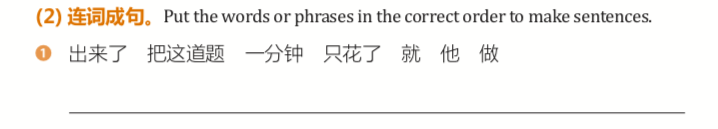 (2) 连词成句。Put the words or phrases in the correct order to make sentences.
❶ 出来了 把这道题 一分钟 只花了 就 他 做